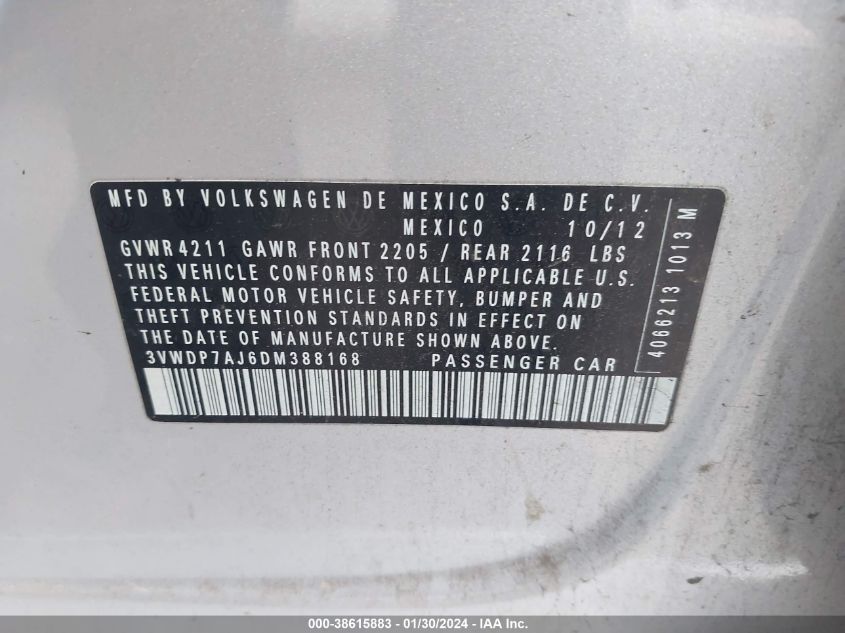 MFD BY VOLKSWAGEN DE MEXICO S.A. DE C.V.
MEXICO 10/12
GVWR 4211 GAWR FRONT 2205 / REAR 2116 LBS
THIS VEHICLE CONFORMS TO ALL APPLICABLE U.S.
FEDERAL MOTOR VEHICLE SAFETY, BUMPER AND
THEFT PREVENTION STANDARDS IN EFFECT ON
THE DATE OF MANUFACTURE SHOWN ABOVE.
3VWDP7AJ6DM388168 PASSENGER CAR
4066213 1013 M
000-38615883 / 01/30/2024 - IAA Inc.